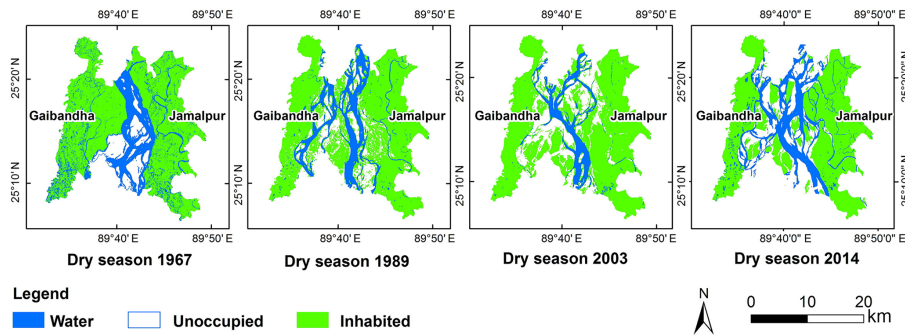 89°40' E 89°50' E 89°40' E 89°50' E 89°40' E 89°50' E 89°40'0" E 89°50'0" E
25°20' N 25°20' N 25°20' N 25°20'0" N
25°10' N 25°10' N 25°10' N 25°10'0" N
Gaibandha Jamalpur Gaibandha Jamalpur Gaibandha Jamalpur Gaibandha Jamalpur
89°40' E 89°50' E 89°40' E 89°50' E 89°40' E 89°50' E 89°40'0" E 89°50'0" E
Dry season 1967 Dry season 1989 Dry season 2003 Dry season 2014
Legend
Water Unoccupied Inhabited
N
0 10 20
km